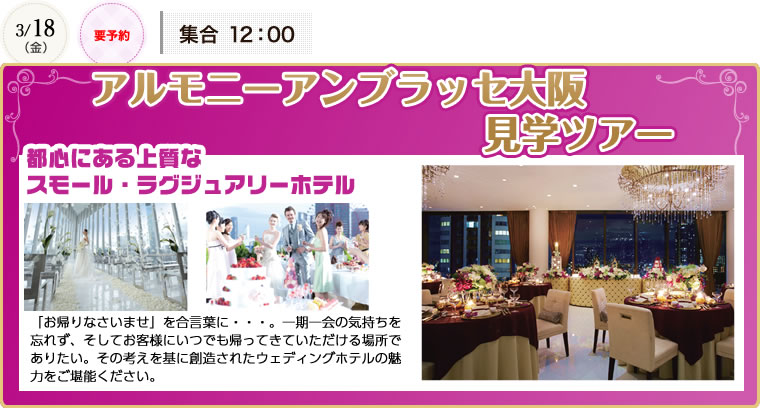 3/18
(金)
要予約
集合 12:00
アルモニーアンブラッセ大阪
見学ツアー
都心にある上質な
スモール・ラグジュアリーホテル
「お帰りなさいませ」を合言葉に・・・。一期一会の気持ちを
忘れず、そしてお客様にいつでも帰ってきていただける場所で
ありたい。その考えを基に創造されたウェディングホテルの魅
力をご堪能ください。